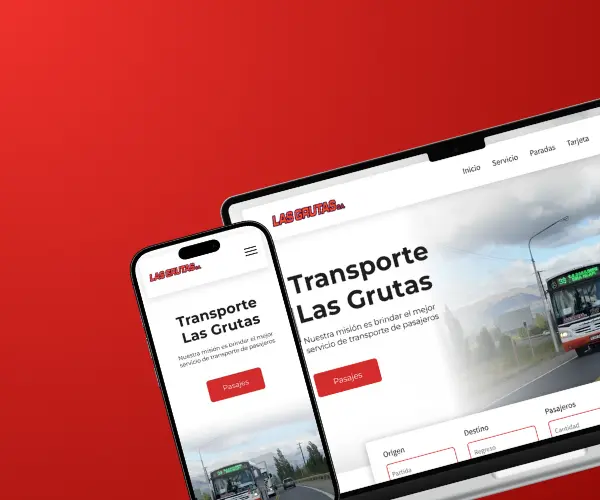 LAS GRUTAS S.A.
Inicio Servicio Paradas Tarjeta
Transporte
Las Grutas
Nuestra misión es brindar el mejor
servicio de transporte de pasajeros
Pasajes
Origen Destino Pasajeros
Partida Regreso Cantidad
LAS GRUTAS S.A.
Transporte
Las Grutas
Nuestra misión es brindar el mejor
servicio de transporte de pasajeros
Pasajes